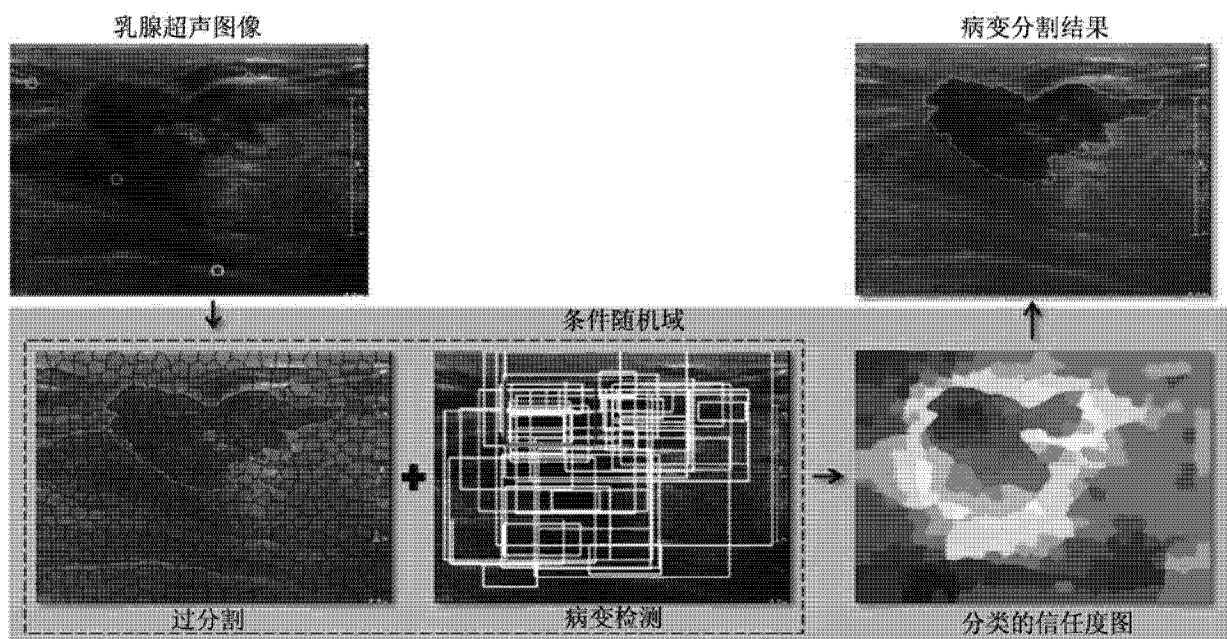 乳腺超声图像
病变分割结果
条件随机域
过分割
病变检测
分类的信任度图